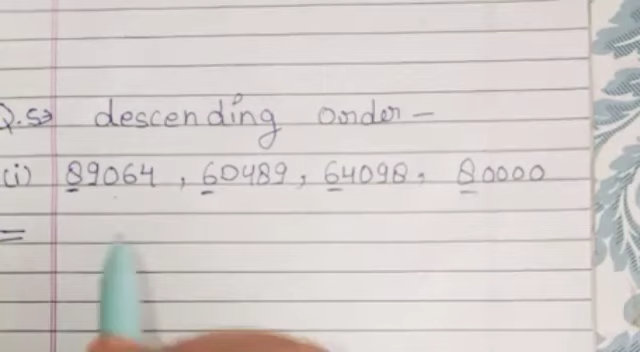 Q.5⇒ descending order -
(i) 89064 , 60489 , 64098 , 80000
=